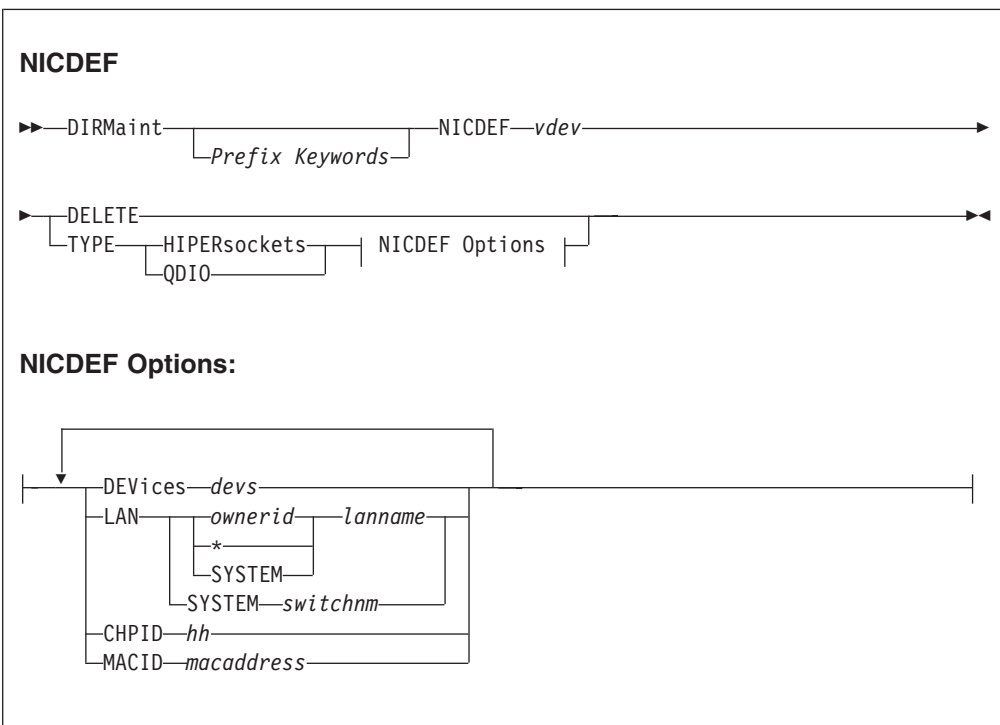 NICDEF
DIRMaint NICDEF vdev
Prefix Keywords
DELETE
TYPE HIPERsockets NICDEF Options
QDIO
NICDEF Options:
DEVices devs
LAN ownerid lanname
*
SYSTEM
SYSTEM switchnm
CHPID hh
MACID macaddress